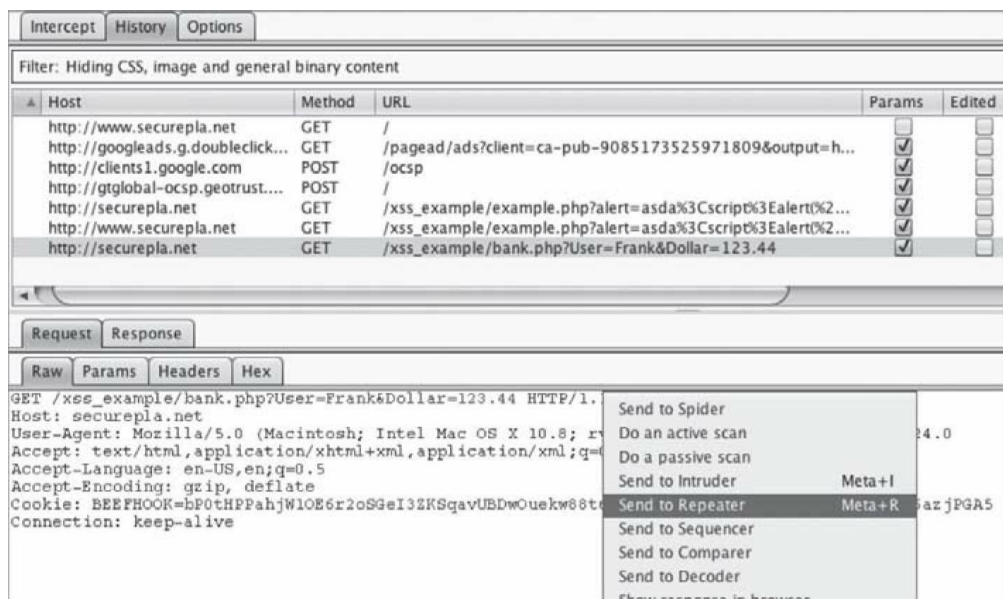 Intercept History Options
Filter: Hiding CSS, image and general binary content
Host Method URL Params Edited
http://www.securepla.net GET /
http://googleads.g.doubleclick... GET /pagead/ads?client=ca-pub-9085173525971809&output=h...
http://clients1.google.com POST /ocsp
http://gtglobal-ocsp.geotrust.... POST /
http://securepla.net GET /xss_example/example.php?alert=asda%3Cscript%3Ealert(%2...
http://www.securepla.net GET /xss_example/example.php?alert=asda%3Cscript%3Ealert(%2...
http://securepla.net GET /xss_example/bank.php?User=Frank&Dollar=123.44
Request Response
Raw Params Headers Hex
GET /xss_example/bank.php?User=Frank&Dollar=123.44 HTTP/1.
Host: securepla.net
User-Agent: Mozilla/5.0 (Macintosh; Intel Mac OS X 10.8; 24.0
Accept: text/html,application/xhtml+xml,application/xml;
Accept-Language: en-US,en;q=0.5
Accept-Encoding: gzip, deflate
Cookie: azjPGA5
Connection: keep-alive
Send to Spider
Do an active scan
Do a passive scan
Send to Intruder Meta+I
Send to Repeater Meta+R
Send to Sequencer
Send to Comparer
Send to Decoder
Show response in browser